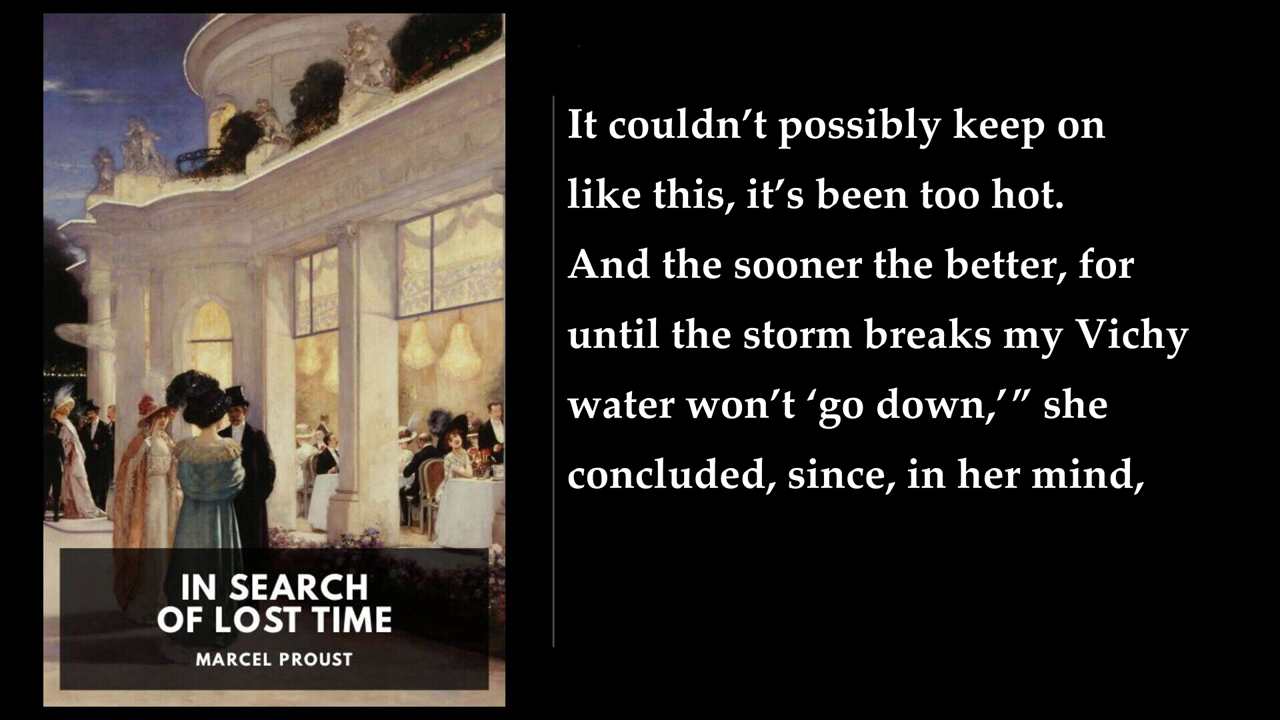 IN SEARCH
OF LOST TIME
MARCEL PROUST
It couldn’t possibly keep on
like this, it’s been too hot.
And the sooner the better, for
until the storm breaks my Vichy
water won’t ‘go down,’ ” she
concluded, since, in her mind,